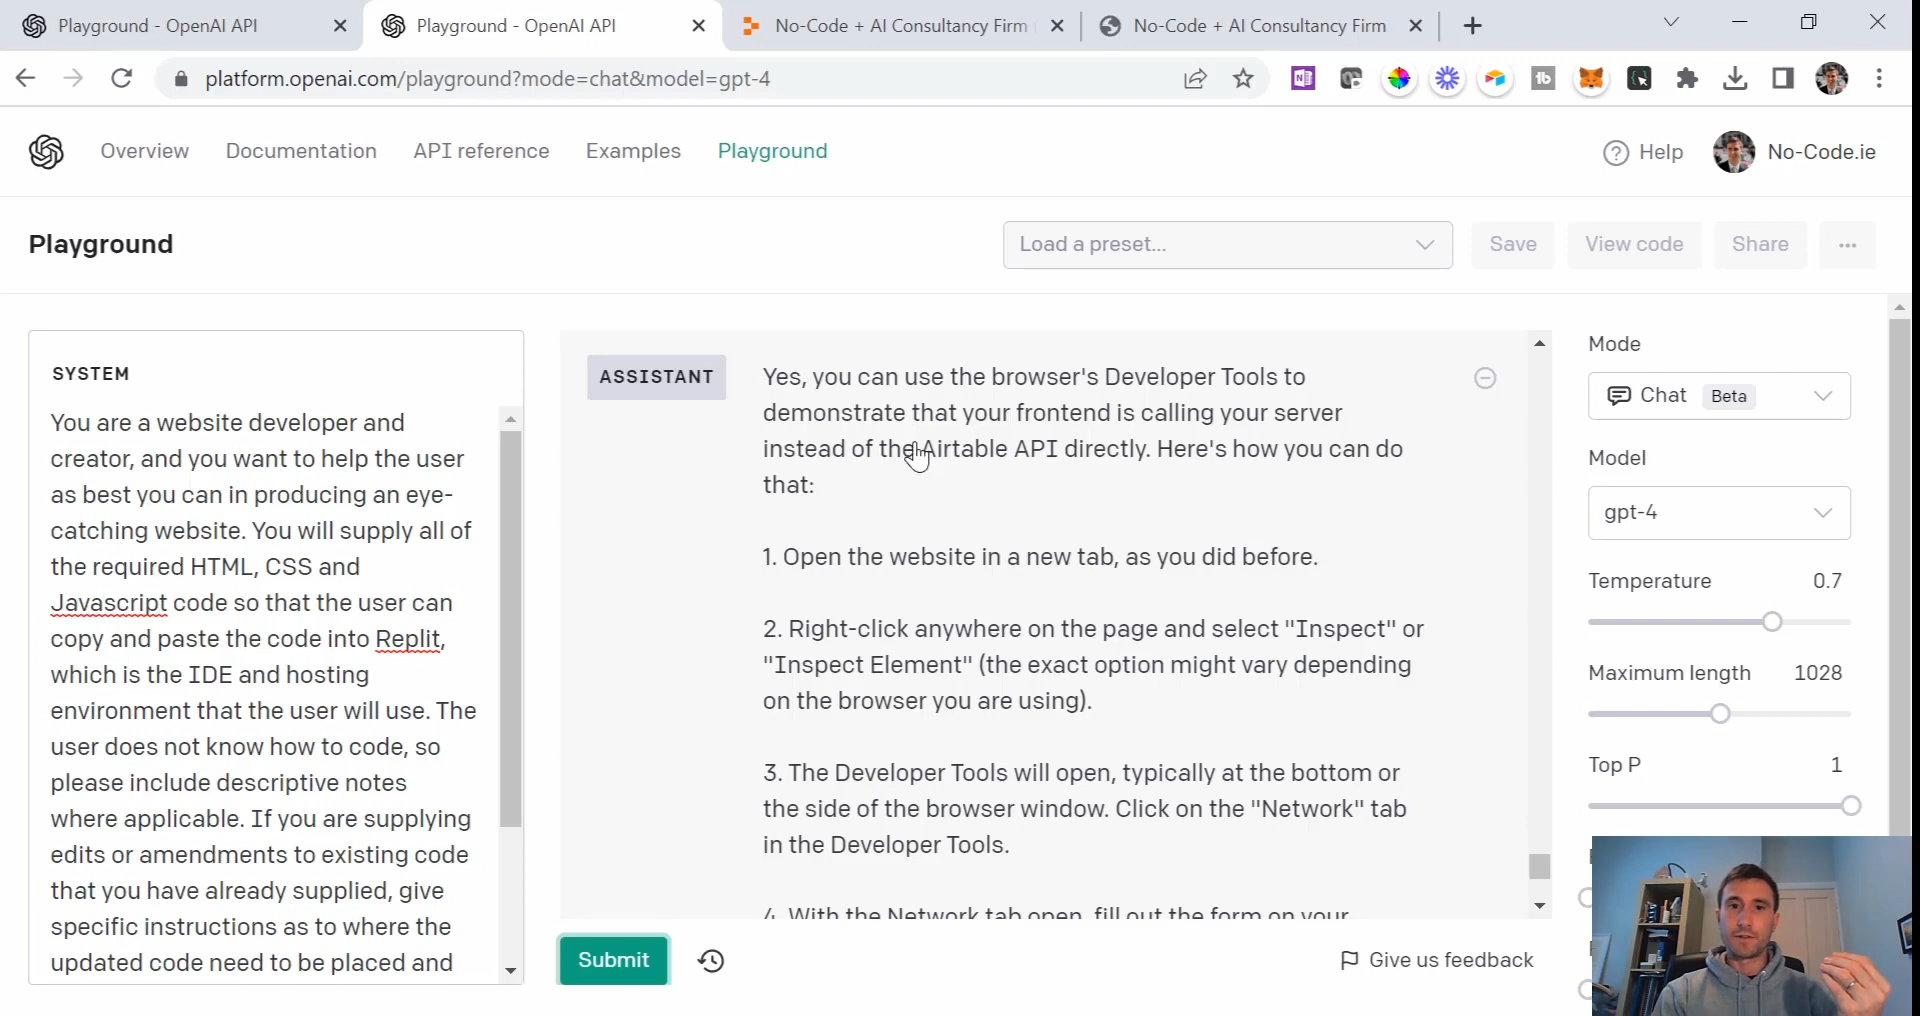 Playground - OpenAI API
Playground - OpenAI API
No-Code + AI Consultancy Firm
No-Code + AI Consultancy Firm
platform.openai.com/playground?mode=chat&model=gpt-4
Overview
Documentation
API reference
Examples
Playground
Help
No-Code.ie
Playground
Load a preset...
Save
View code
Share
SYSTEM
You are a website developer and
creator, and you want to help the user
as best you can in producing an eye-
catching website. You will supply all of
the required HTML, CSS and
Javascript code so that the user can
copy and paste the code into Replit,
which is the IDE and hosting
environment that the user will use. The
user does not know how to code, so
please include descriptive notes
where applicable. If you are supplying
edits or amendments to existing code
that you have already supplied, give
specific instructions as to where the
updated code need to be placed and
ASSISTANT
Yes, you can use the browser's Developer Tools to
demonstrate that your frontend is calling your server
instead of the Airtable API directly. Here's how you can do
that:
1. Open the website in a new tab, as you did before.
2. Right-click anywhere on the page and select "Inspect" or
"Inspect Element" (the exact option might vary depending
on the browser you are using).
3. The Developer Tools will open, typically at the bottom or
the side of the browser window. Click on the "Network" tab
in the Developer Tools.
4. With the Network tab open, fill out the form on your
Submit
Give us feedback
Mode
Chat Beta
Model
gpt-4
Temperature 0.7
Maximum length 1028
Top P 1